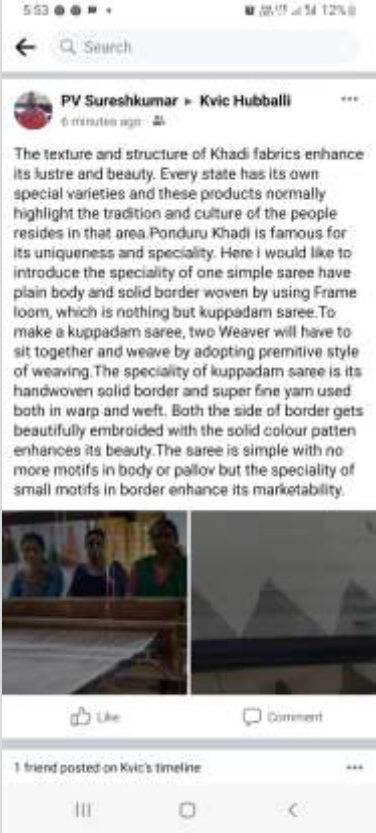 5:53
12%
Search
PV Sureshkumar ▸ Kvic Hubballi
6 minutes ago
The texture and structure of Khadi fabrics enhance
its lustre and beauty. Every state has its own
special varieties and these products normally
highlight the tradition and culture of the people
resides in that area.Ponduru Khadi is famous for
its uniqueness and speciality. Here i would like to
introduce the speciality of one simple saree have
plain body and solid border woven by using Frame
loom, which is nothing but kuppadam saree.To
make a kuppadam saree, two Weaver will have to
sit together and weave by adopting premitive style
of weaving.The speciality of kuppadam saree is its
handwoven solid border and super fine yarn used
both in warp and weft. Both the side of border gets
beautifully embroided with the solid colour patten
enhances its beauty.The saree is simple with no
more motifs in body or pallov but the speciality of
small motifs in border enhance its marketability.
Like
Comment
1 friend posted on Kvic's timeline